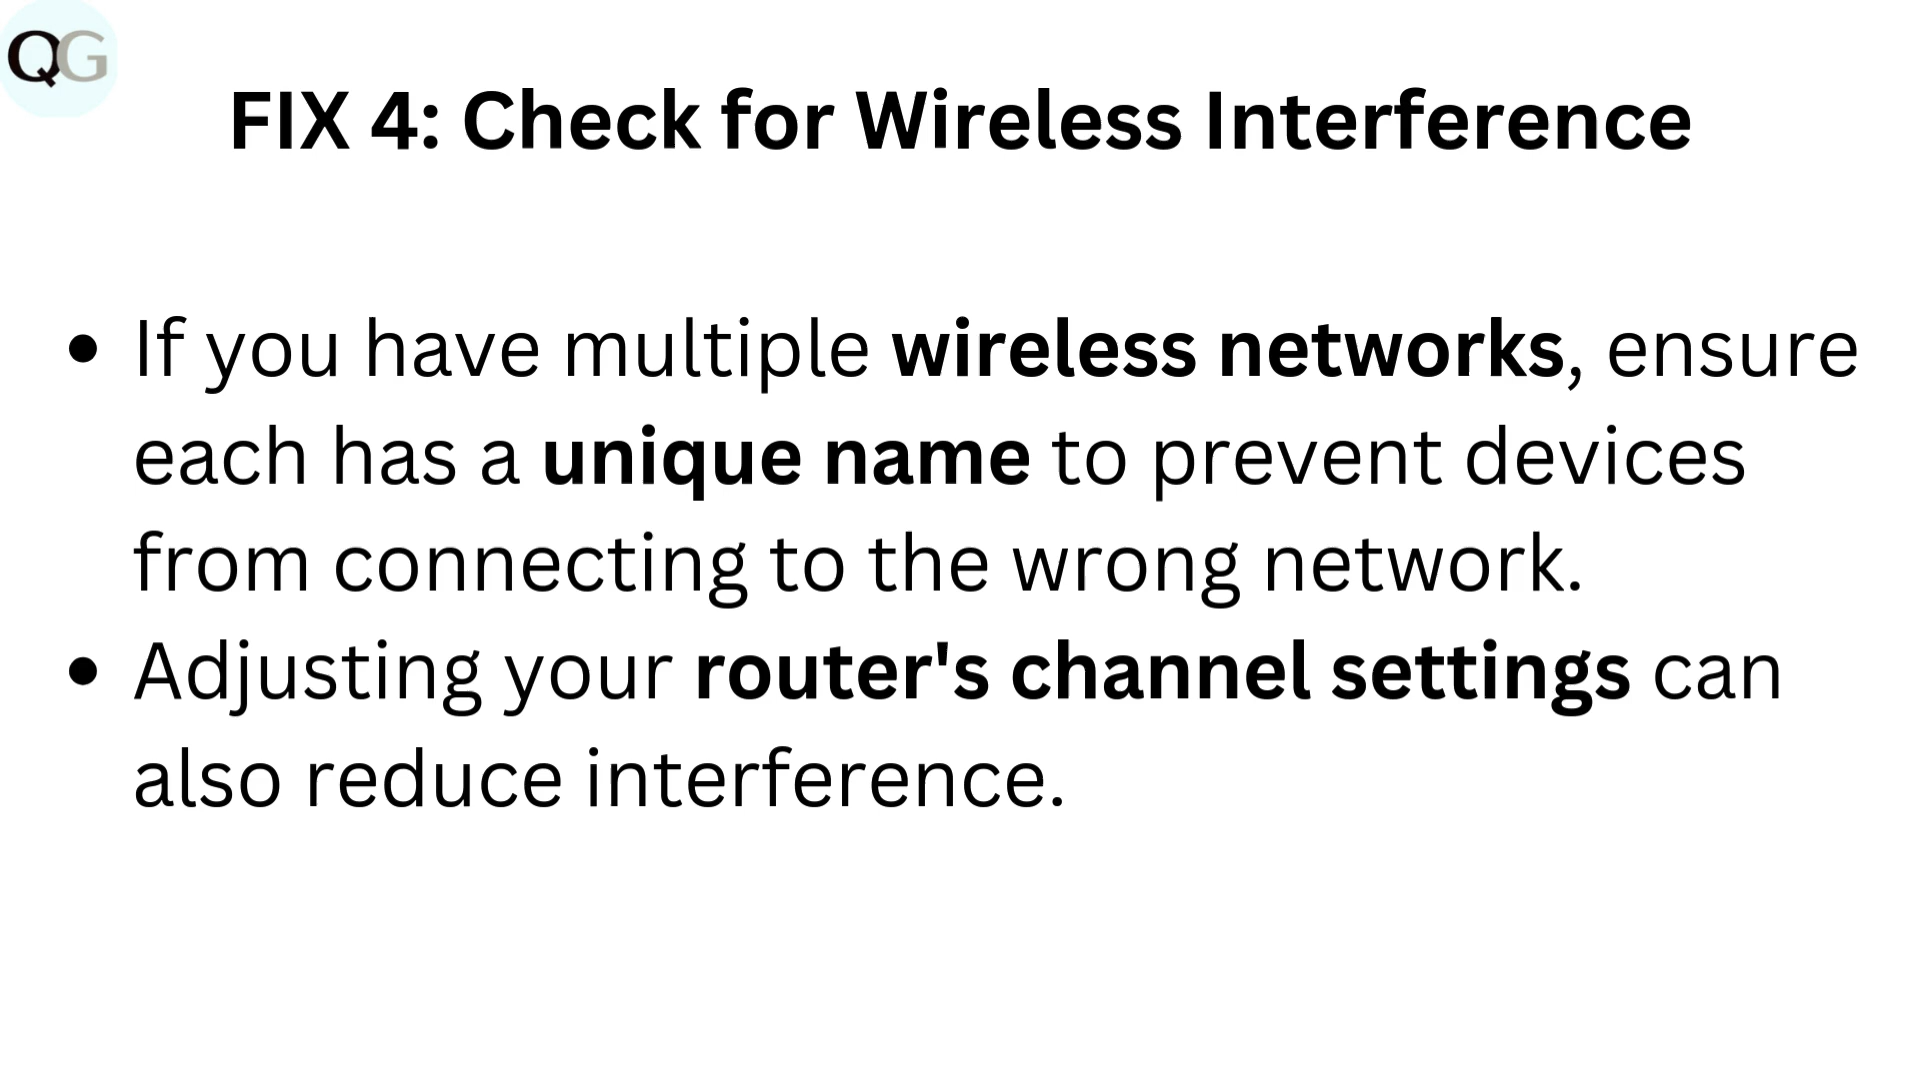 QG
FIX 4: Check for Wireless Interference
• If you have multiple wireless networks, ensure
each has a unique name to prevent devices
from connecting to the wrong network.
• Adjusting your router's channel settings can
also reduce interference.